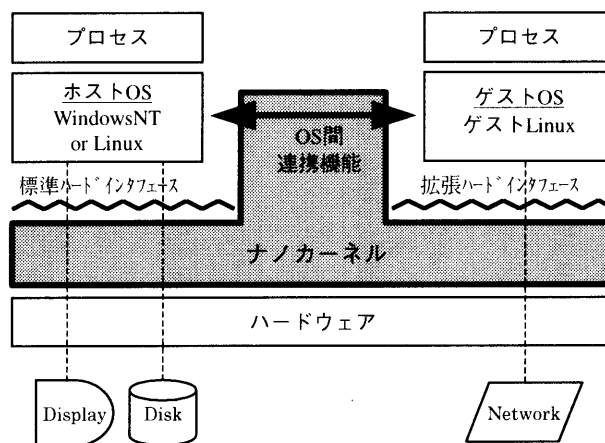 プロセス
プロセス
ホストOS
WindowsNT
or Linux
ゲストOS
ゲストLinux
OS間
連携機能
標準ハードインタフェース
拡張ハードインタフェース
ナノカーネル
ハードウェア
Display
Disk
Network